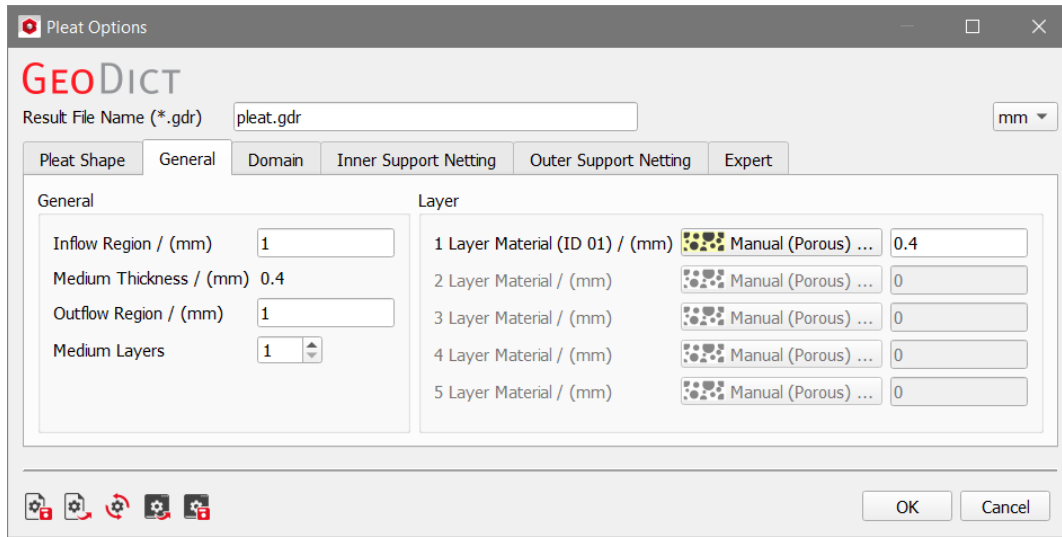 Pleat Options
GEODICT
Result File Name (*.gdr) pleat.gdr mm
Pleat Shape General Domain Inner Support Netting Outer Support Netting Expert
General
Inflow Region / (mm) 1
Medium Thickness / (mm) 0.4
Outflow Region / (mm) 1
Medium Layers 1
Layer
1 Layer Material (ID 01) / (mm) Manual (Porous) ... 0.4
2 Layer Material / (mm) Manual (Porous) ... 0
3 Layer Material / (mm) Manual (Porous) ... 0
4 Layer Material / (mm) Manual (Porous) ... 0
5 Layer Material / (mm) Manual (Porous) ... 0
OK Cancel